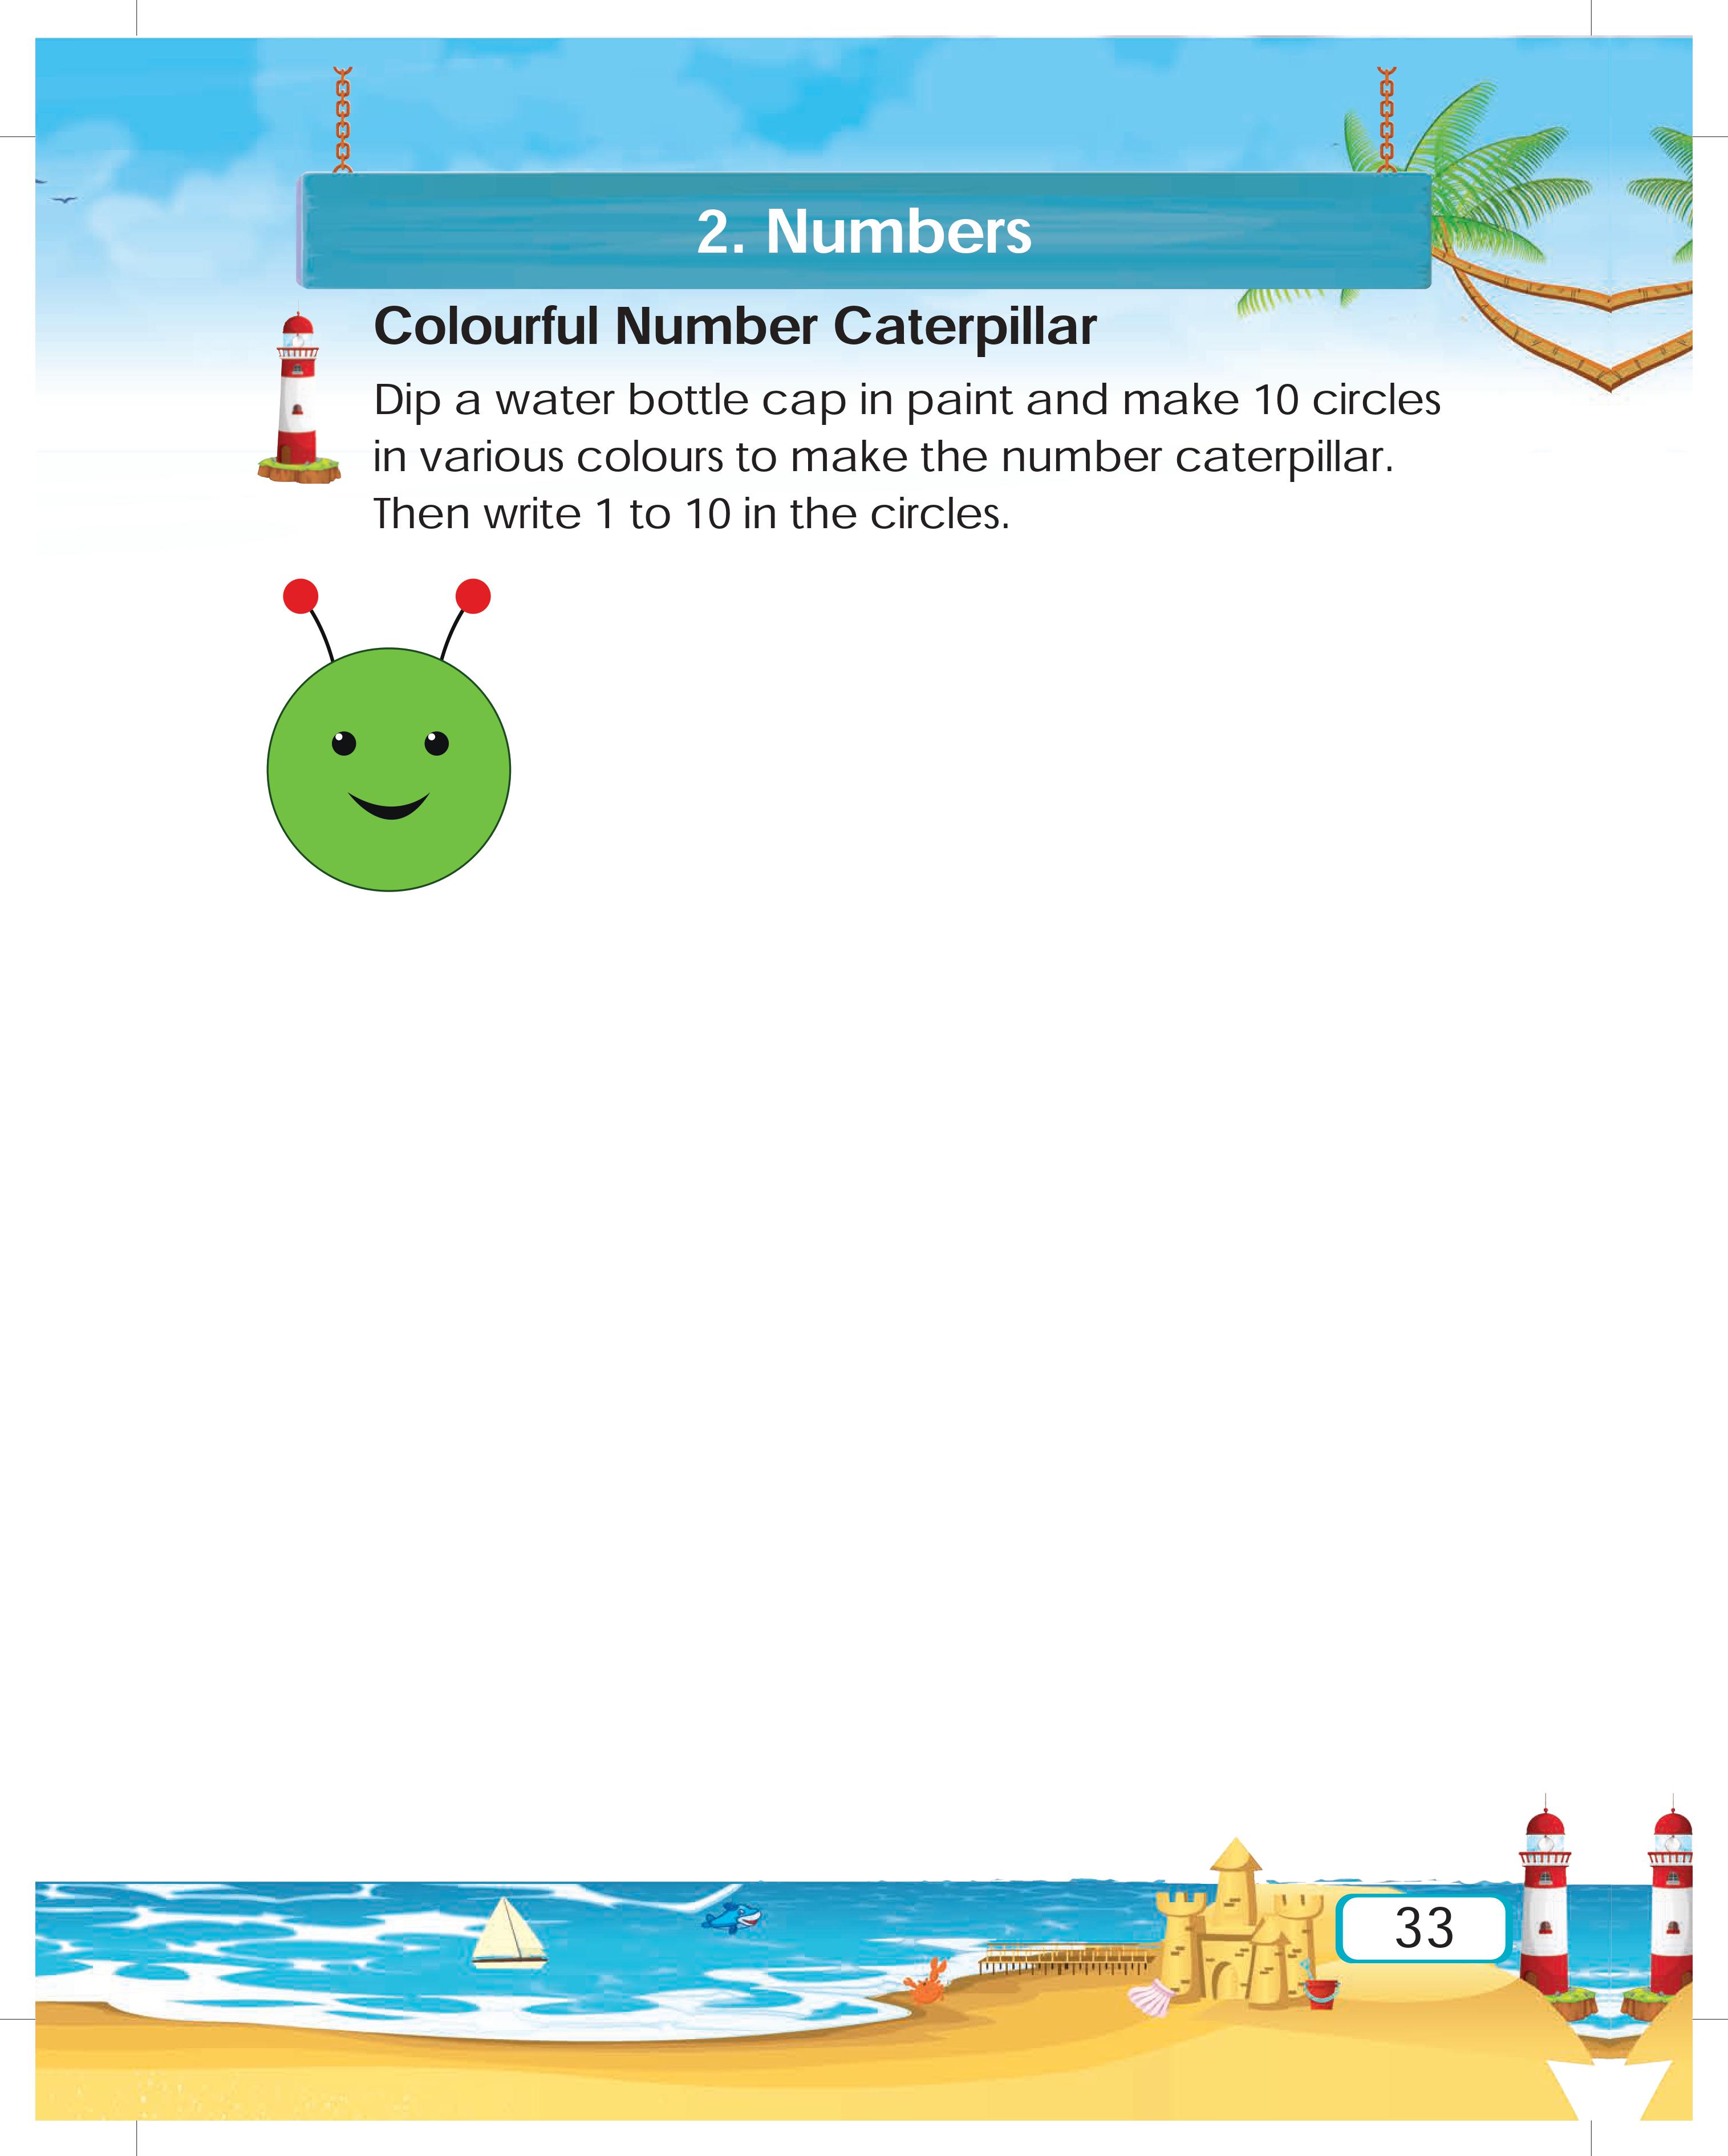 2. Numbers
Colourful Number Caterpillar
Dip a water bottle cap in paint and make 10 circles
in various colours to make the number caterpillar.
Then write 1 to 10 in the circles.
33